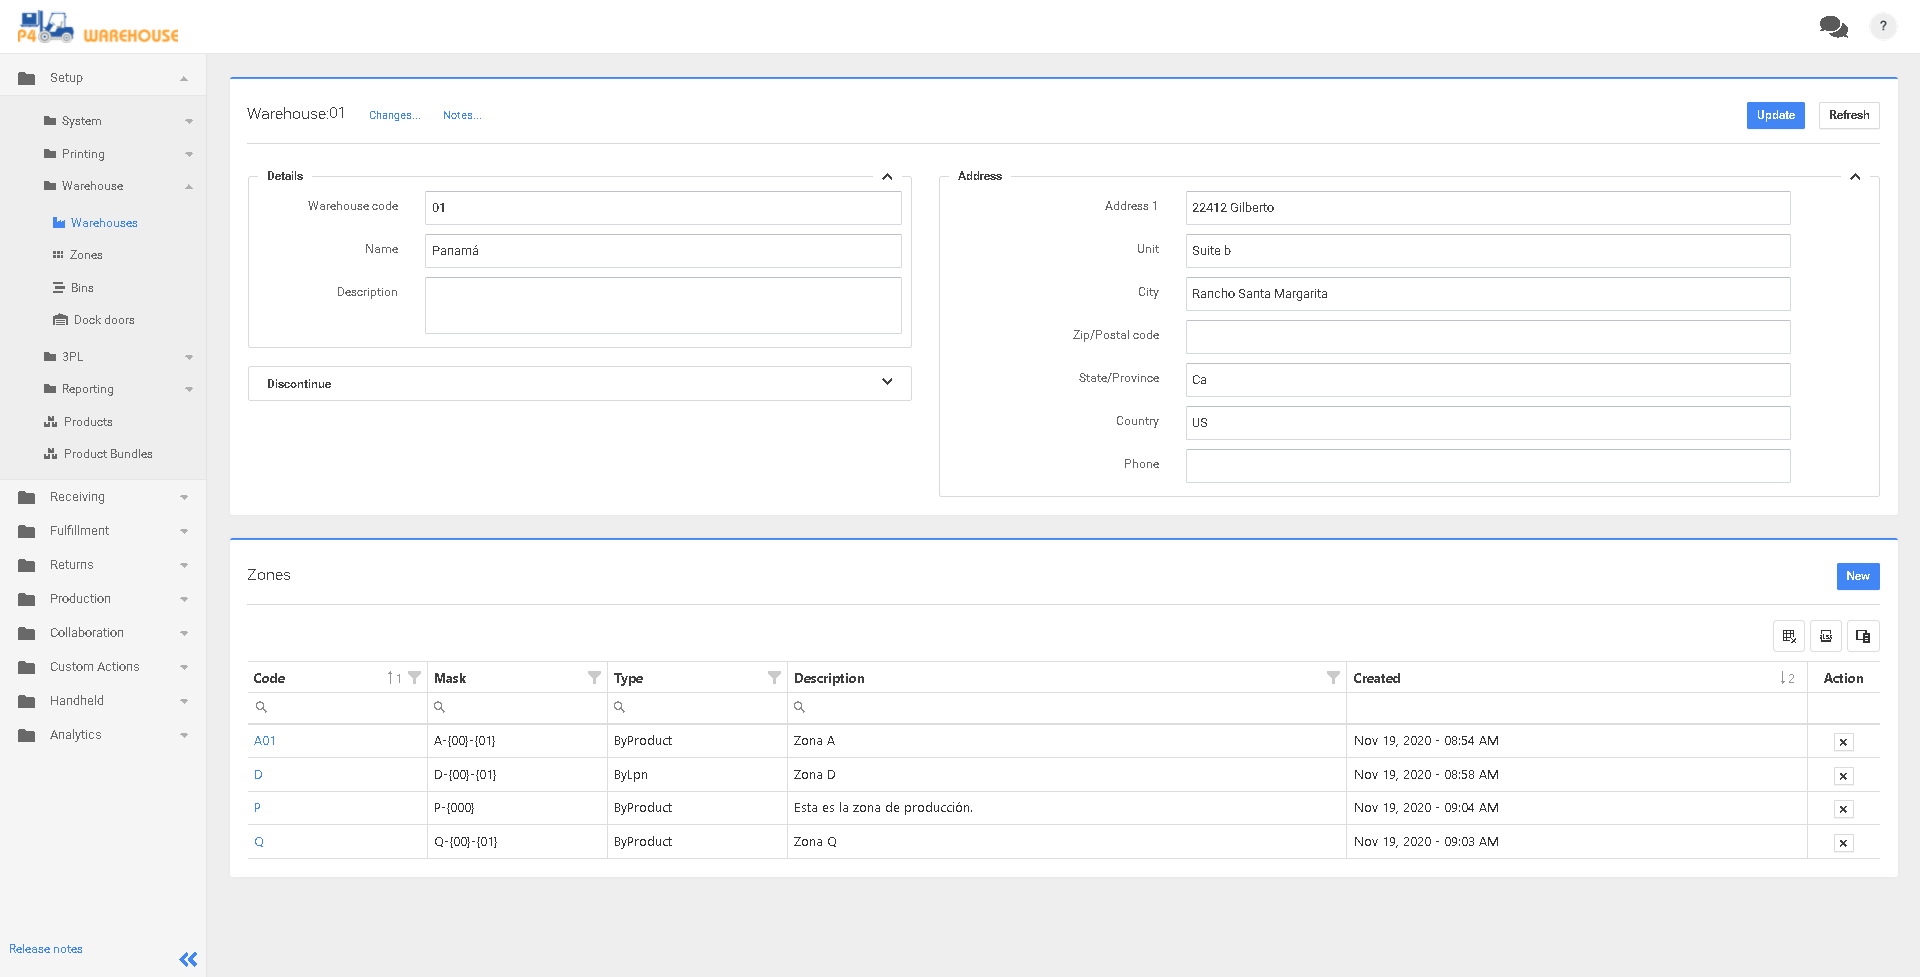 P4 WAREHOUSE
?
Setup
System
Printing
Warehouse
Warehouses
Zones
Bins
Dock doors
3PL
Reporting
Products
Product Bundles
Receiving
Fulfillment
Returns
Production
Collaboration
Custom Actions
Handheld
Analytics
Release notes
Warehouse:01 Changes... Notes... Update Refresh
Details
Warehouse code 01
Name Panamá
Description
Discontinue
Address
Address 1 22412 Gilberto
Unit Suite b
City Rancho Santa Margarita
Zip/Postal code
State/Province Ca
Country US
Phone
Zones New
Code 1 Mask Type Description Created 2 Action
A01 A-{00}-{01} ByProduct Zona A Nov 19, 2020 - 08:54 AM
D D-{00}-{01} ByLpn Zona D Nov 19, 2020 - 08:58 AM
P P-{000} ByProduct Esta es la zona de producción. Nov 19, 2020 - 09:04 AM
Q Q-{00}-{01} ByProduct Zona Q Nov 19, 2020 - 09:03 AM